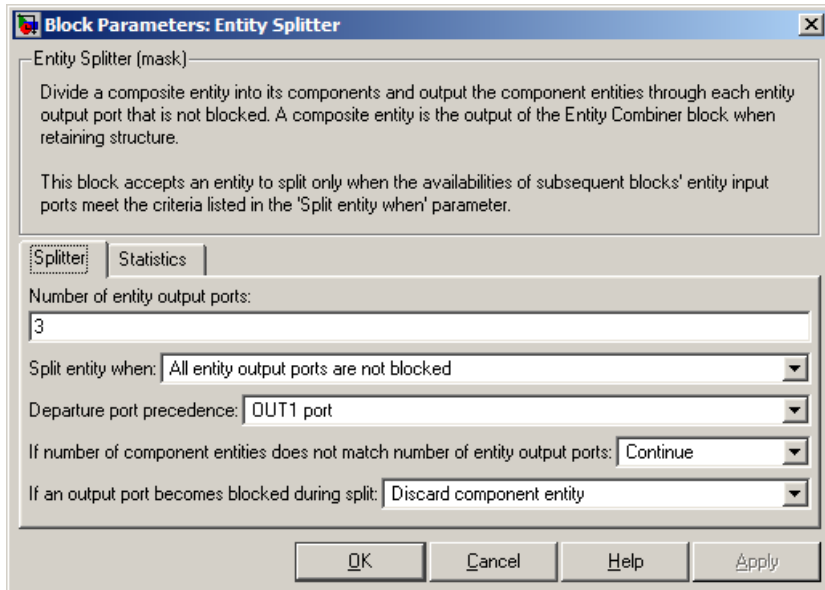 Block Parameters: Entity Splitter
Entity Splitter (mask)
Divide a composite entity into its components and output the component entities through each entity
output port that is not blocked. A composite entity is the output of the Entity Combiner block when
retaining structure.
This block accepts an entity to split only when the availabilities of subsequent blocks' entity input
ports meet the criteria listed in the 'Split entity when' parameter.
Splitter Statistics
Number of entity output ports:
3
Split entity when: All entity output ports are not blocked
Departure port precedence: OUT1 port
If number of component entities does not match number of entity output ports: Continue
If an output port becomes blocked during split: Discard component entity
OK Cancel Help Apply